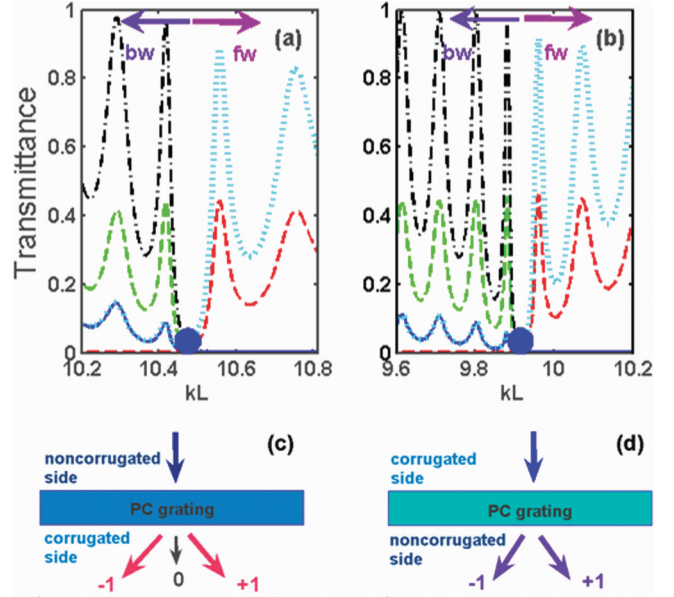 (a)
(b)
bw
fw
bw
fw
Transmittance
1
0.8
0.6
0.4
0.2
0
10.2
10.4
10.6
10.8
kL
1
0.8
0.6
0.4
0.2
0
9.6
9.8
10
10.2
kL
(c)
noncorrugated
side
PC grating
corrugated
side
-1
0
+1
(d)
corrugated
side
PC grating
noncorrugated
side
-1
+1